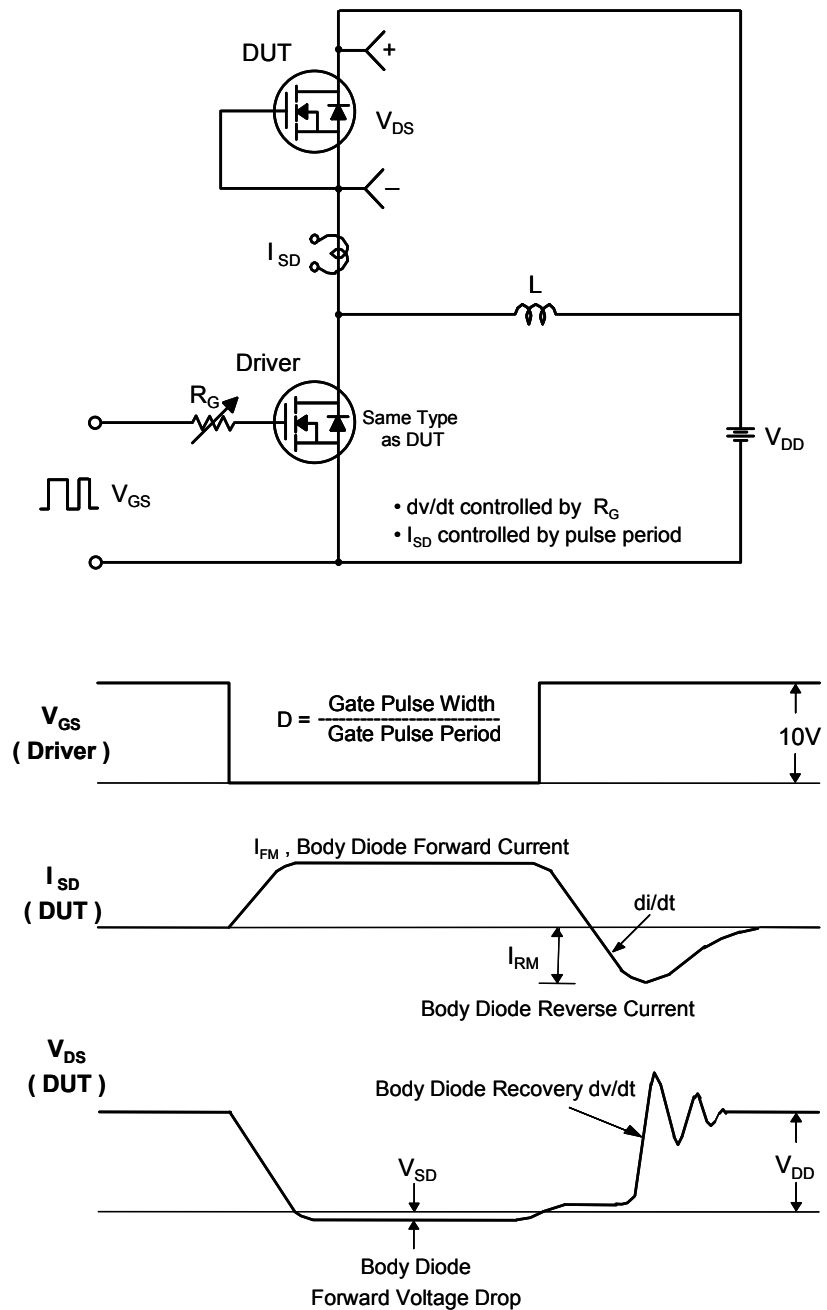 DUT
+
V_DS
–
I_SD
L
Driver
R_G
Same Type
as DUT
V_DD
V_GS
• dv/dt controlled by R_G
• I_SD controlled by pulse period
V_GS
( Driver )
D = Gate Pulse Width
Gate Pulse Period
10V
I_FM , Body Diode Forward Current
I_SD
( DUT )
di/dt
I_RM
Body Diode Reverse Current
V_DS
( DUT )
Body Diode Recovery dv/dt
V_SD
V_DD
Body Diode
Forward Voltage Drop